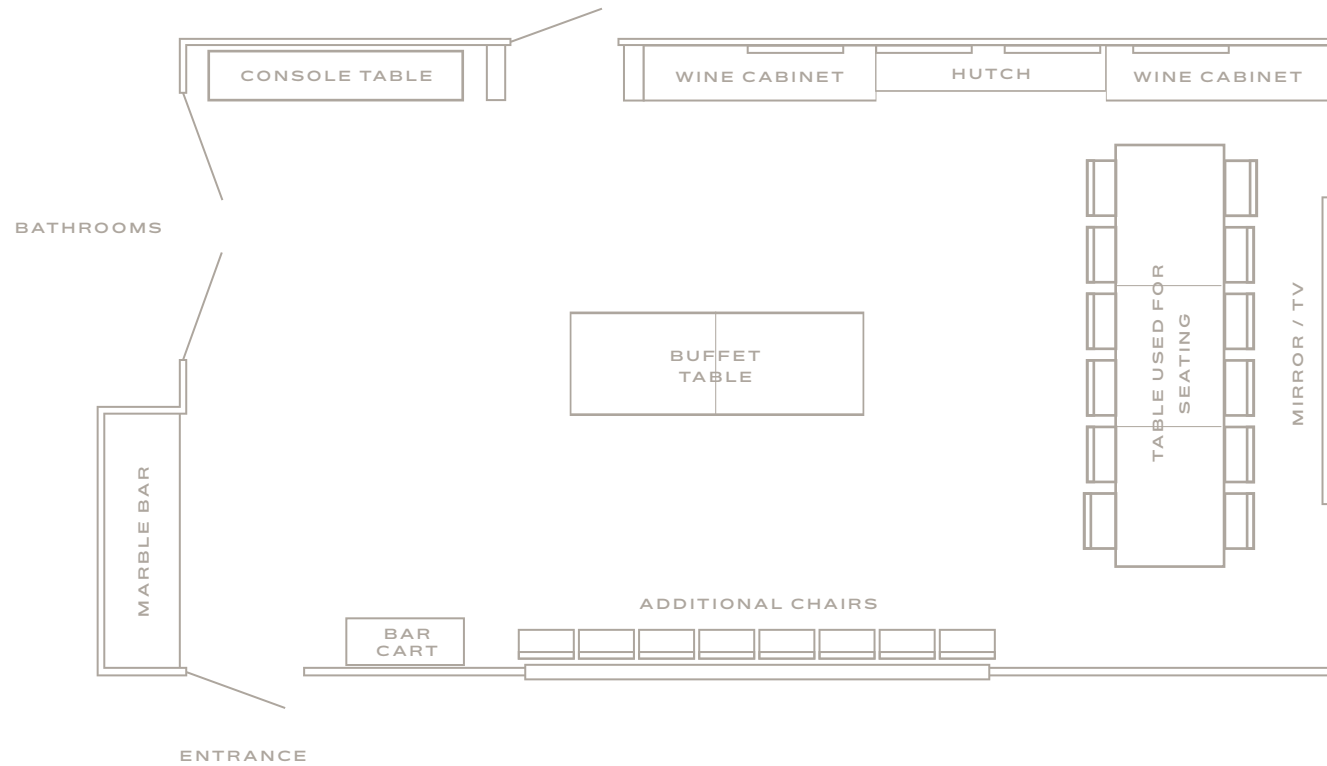 CONSOLE TABLE
WINE CABINET
HUTCH
WINE CABINET
BATHROOMS
TABLE USED FOR
SEATING
MIRROR / TV
BUFFET
TABLE
MARBLE BAR
ADDITIONAL CHAIRS
BAR
CART
ENTRANCE